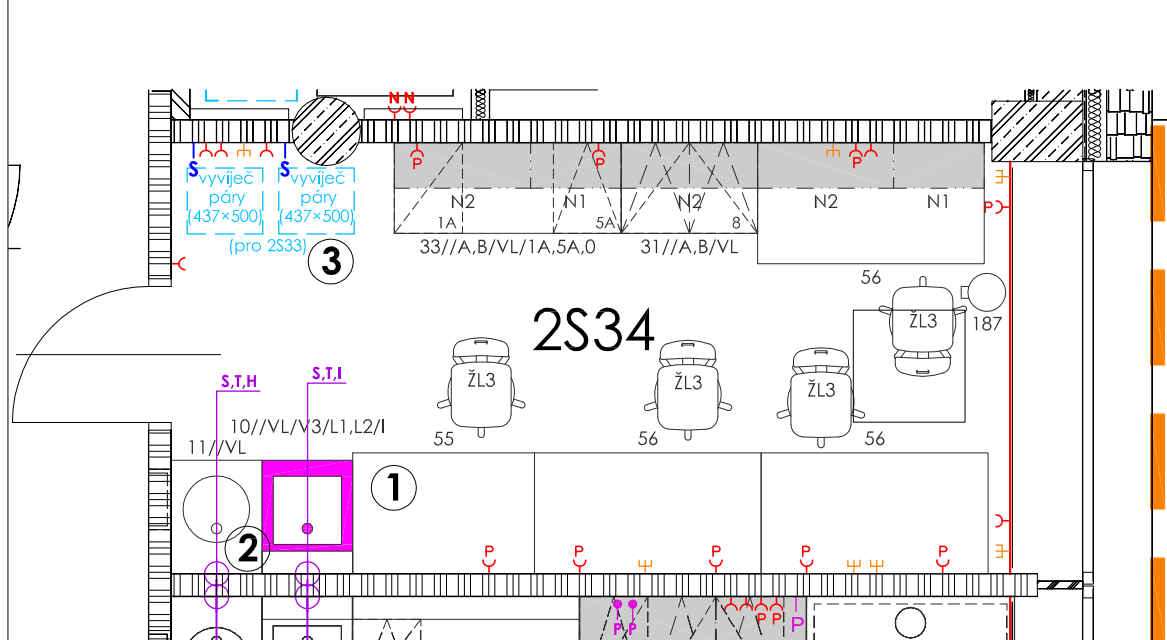 N N
S
S
P
P
P
vyvíječ
páry
(437×500)
vyvíječ
páry
(437×500)
(pro 2S33)
3
N2
N1
1A
5A
N2
8
N2
N1
P
33//A,B/VL/1A,5A,0
31//A,B/VL
56
2S34
ŽL3
187
ŽL3
ŽL3
ŽL3
S,T,H
S,T,I
10//VL/V3/L1,L2/I
11//VL
55
56
56
1
2
P
P
P
P
P
P P
P P
P